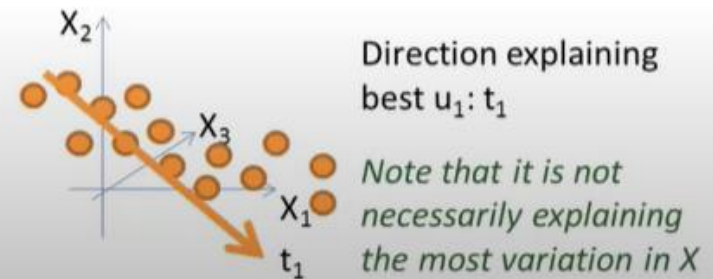 X₂
X₃
X₁
t₁
Direction explaining
best u₁: t₁
Note that it is not
necessarily explaining
the most variation in X